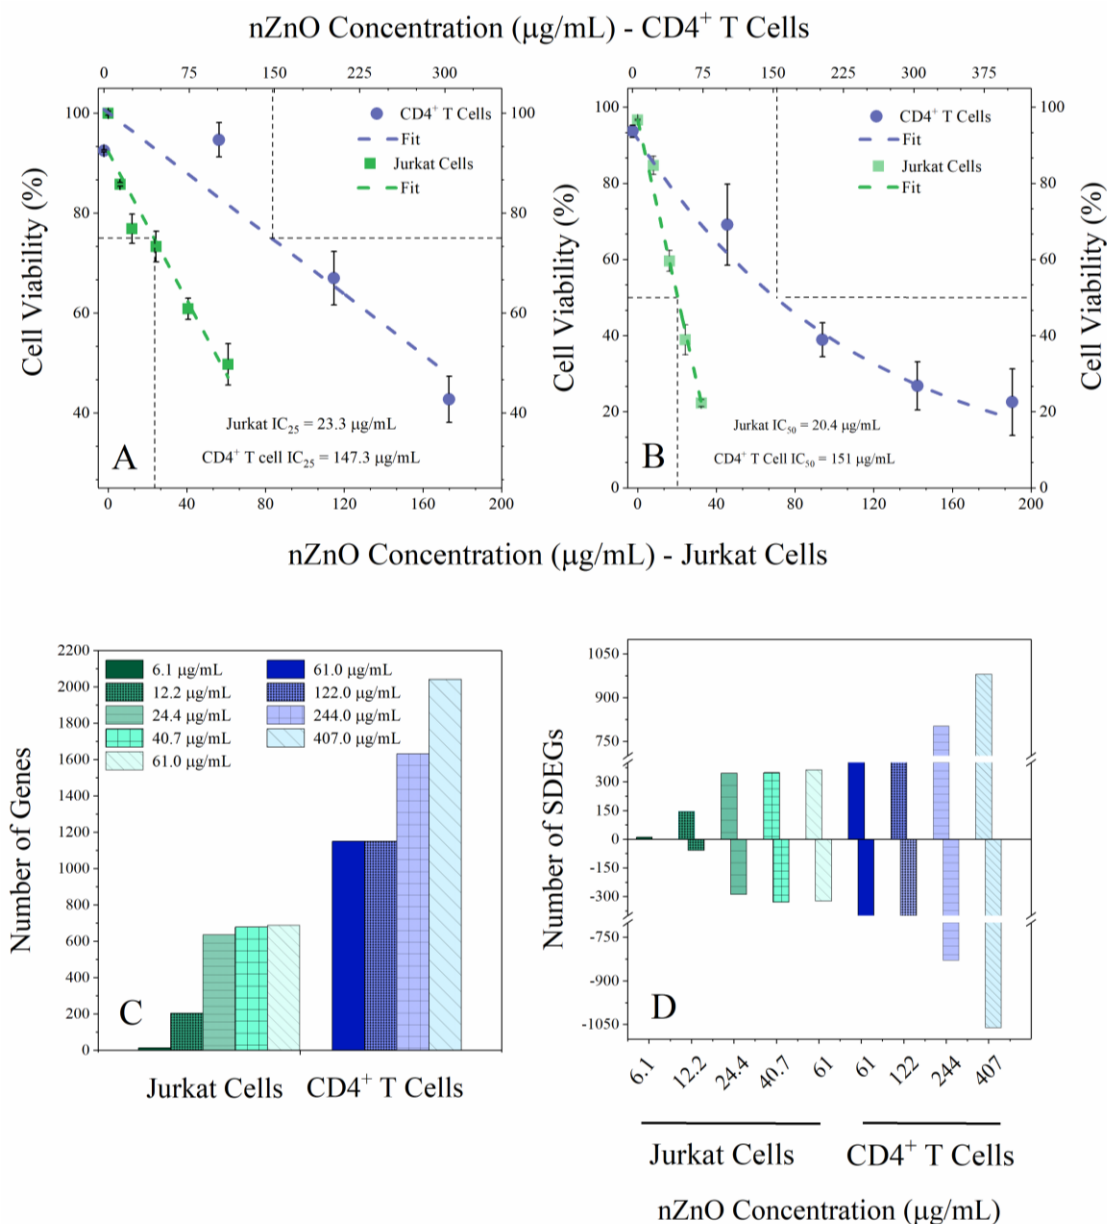 nZnO Concentration (μg/mL) - CD4⁺ T Cells
0 75 150 225 300
0 75 150 225 300 375
100
80
60
40
Cell Viability (%)
CD4⁺ T Cells
Fit
Jurkat Cells
Fit
Jurkat IC₂₅ = 23.3 μg/mL
CD4⁺ T cell IC₂₅ = 147.3 μg/mL
A
100
80
60
40
Cell Viability (%)
0 40 80 120 160 200
100
80
60
40
20
0
CD4⁺ T Cells
Fit
Jurkat Cells
Fit
Jurkat IC₅₀ = 20.4 μg/mL
CD4⁺ T Cell IC₅₀ = 151 μg/mL
B
100
80
60
40
20
0
Cell Viability (%)
0 40 80 120 160 200
nZnO Concentration (μg/mL) - Jurkat Cells
2200
2000
1800
1600
1400
1200
1000
800
600
400
200
0
Number of Genes
6.1 μg/mL
12.2 μg/mL
24.4 μg/mL
40.7 μg/mL
61.0 μg/mL
61.0 μg/mL
122.0 μg/mL
244.0 μg/mL
407.0 μg/mL
C
Jurkat Cells CD4⁺ T Cells
1050
900
750
300
150
0
-150
-300
-750
-900
-1050
Number of SDEGs
D
6.1 12.2 24.4 40.7 61 61 122 244 407
Jurkat Cells CD4⁺ T Cells
nZnO Concentration (μg/mL)